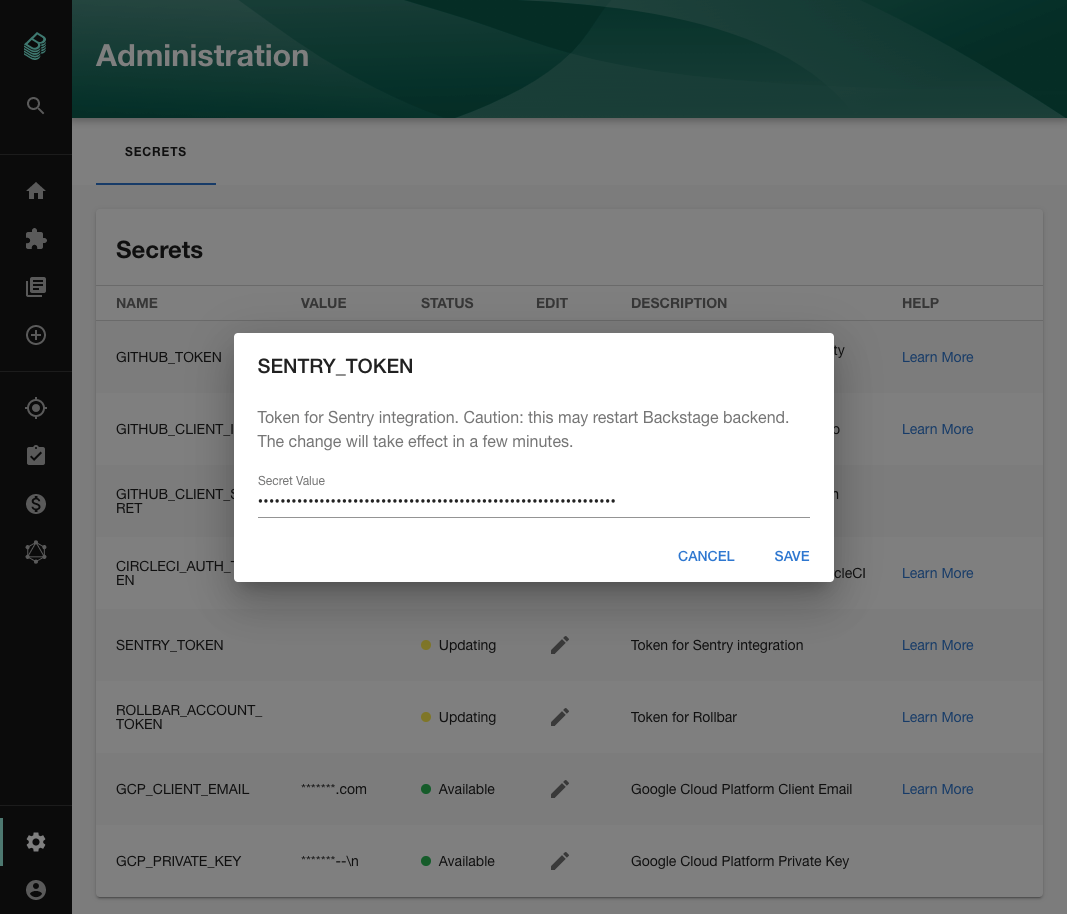 Administration
SECRETS
Secrets
NAME VALUE STATUS EDIT DESCRIPTION HELP
GITHUB_TOKEN Learn More
GITHUB_CLIENT_I Learn More
GITHUB_CLIENT_S
RET
CIRCLECI_AUTH_T
EN
cleCI Learn More
SENTRY_TOKEN
Token for Sentry integration. Caution: this may restart Backstage backend.
The change will take effect in a few minutes.
Secret Value
•••••••••••••••••••••••••••••••••••••••••••••••••••••••••••••••••
CANCEL SAVE
SENTRY_TOKEN Updating Token for Sentry integration Learn More
ROLLBAR_ACCOUNT_
TOKEN
Updating Token for Rollbar Learn More
GCP_CLIENT_EMAIL *******.com Available Google Cloud Platform Client Email Learn More
GCP_PRIVATE_KEY *******--\n Available Google Cloud Platform Private Key